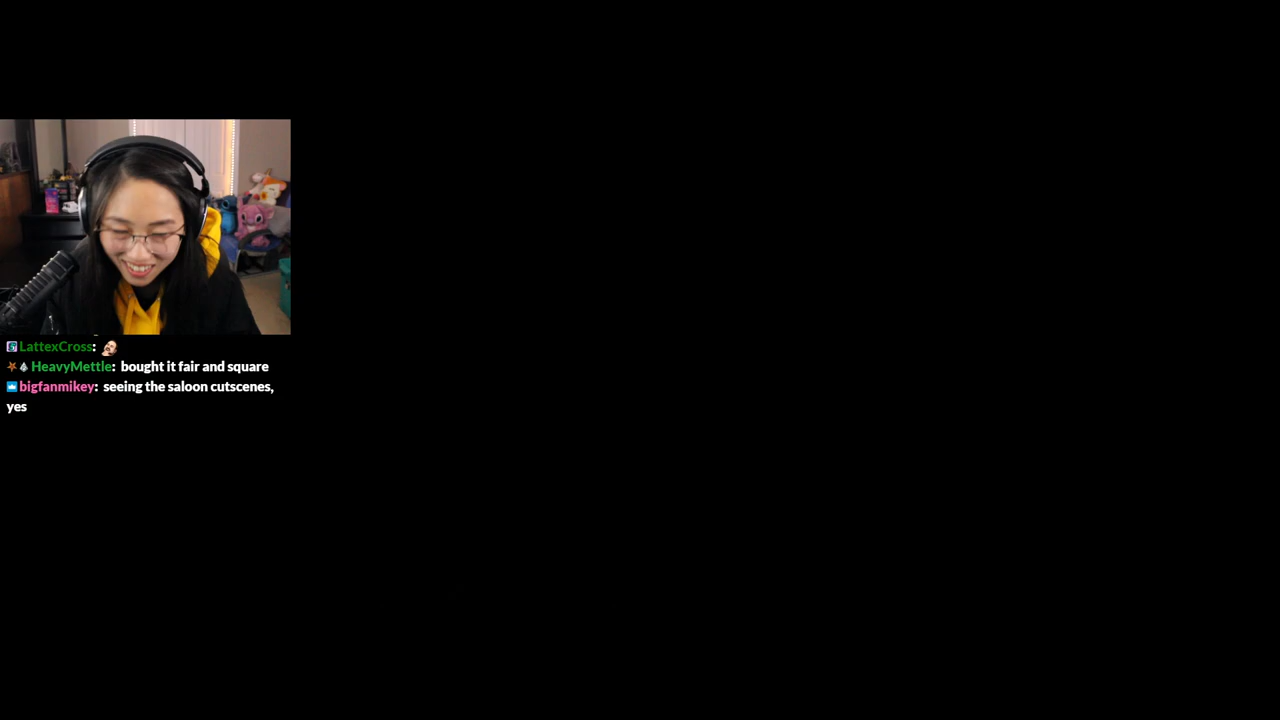 LattexCross:
HeavyMettle: bought it fair and square
bigfanmikey: seeing the saloon cutscenes,
yes